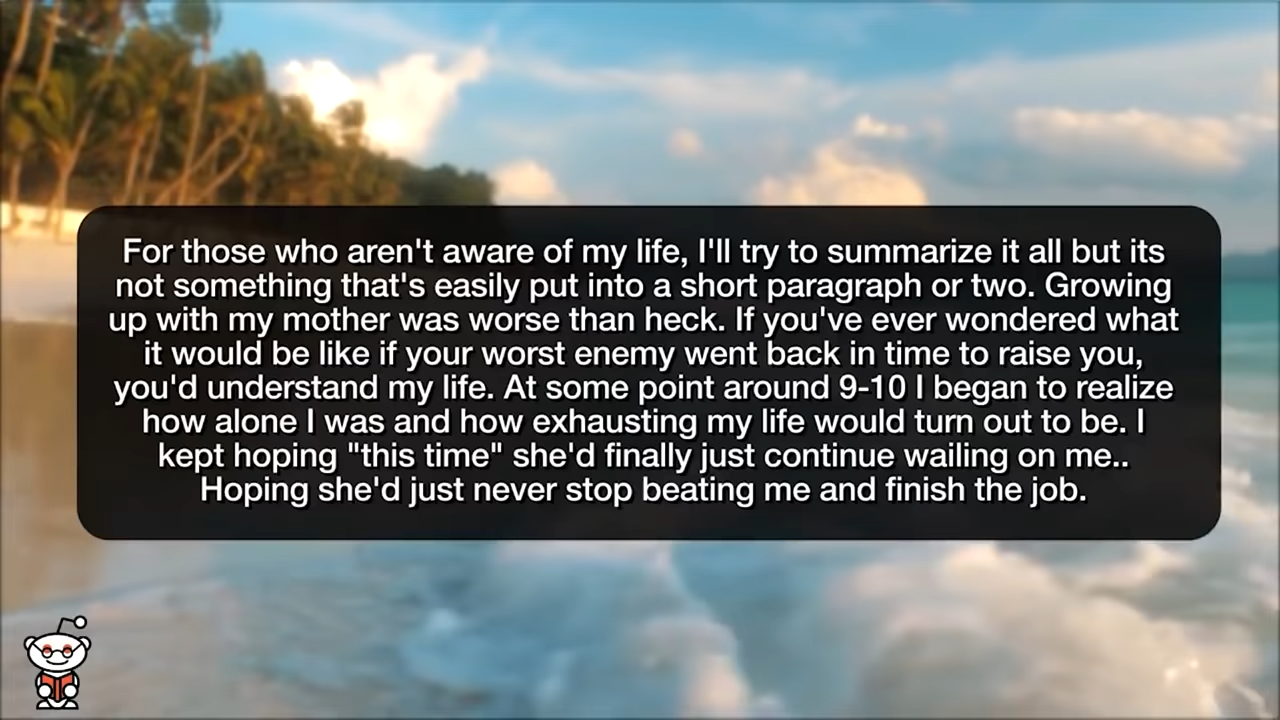 For those who aren't aware of my life, I'll try to summarize it all but its
not something that's easily put into a short paragraph or two. Growing
up with my mother was worse than heck. If you've ever wondered what
it would be like if your worst enemy went back in time to raise you,
you'd understand my life. At some point around 9-10 I began to realize
how alone I was and how exhausting my life would turn out to be. I
kept hoping "this time" she'd finally just continue wailing on me..
Hoping she'd just never stop beating me and finish the job.